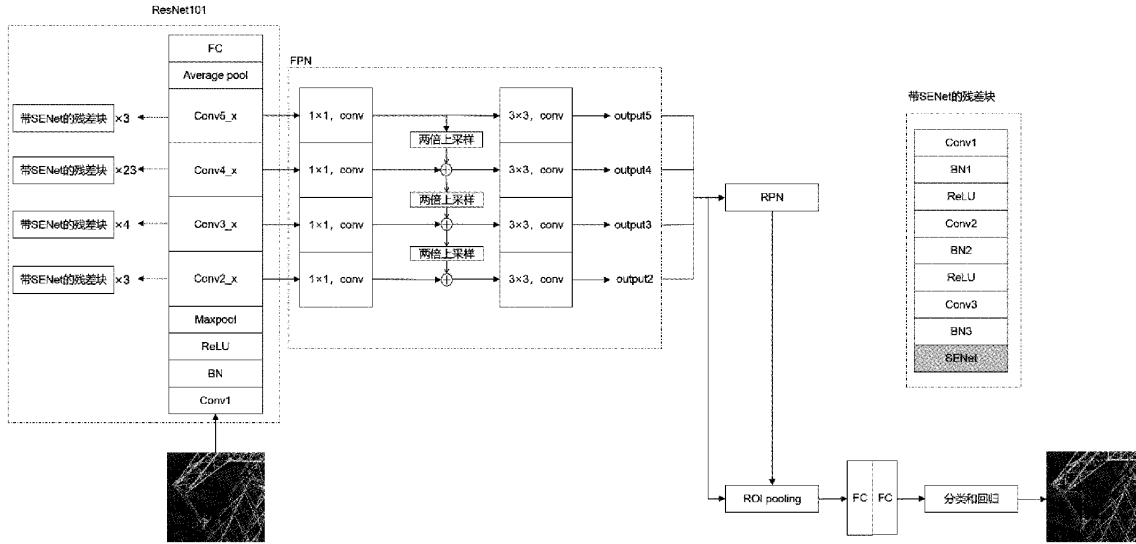 ResNet101
FC
Average pool
Conv5_x
Conv4_x
Conv3_x
Conv2_x
Maxpool
ReLU
BN
Conv1
带SENet的残差块 ×3
带SENet的残差块 ×23
带SENet的残差块 ×4
带SENet的残差块 ×3
FPN
1×1, conv
1×1, conv
1×1, conv
1×1, conv
两倍上采样
两倍上采样
两倍上采样
3×3, conv
3×3, conv
3×3, conv
3×3, conv
output5
output4
output3
output2
RPN
ROI pooling
FC
FC
分类和回归
带SENet的残差块
Conv1
BN1
ReLU
Conv2
BN2
ReLU
Conv3
BN3
SENet